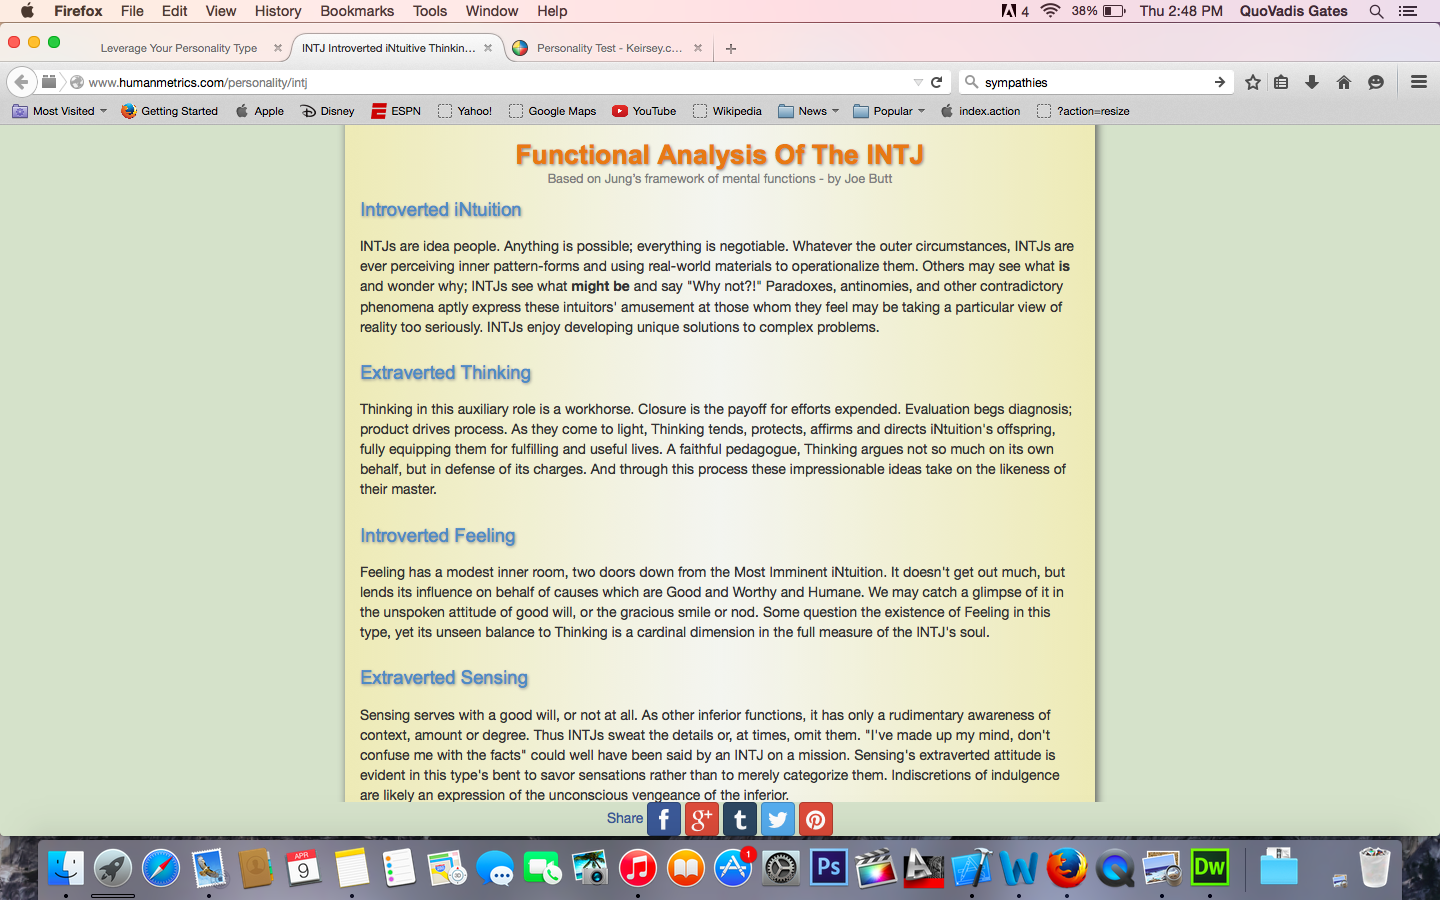 Firefox File Edit View History Bookmarks Tools Window Help 4 38% Thu 2:48 PM QuoVadis Gates
Leverage Your Personality Type INTJ Introverted iNtuitive Thinkin... Personality Test - Keirsey.c...
www.humanmetrics.com/personality/intj sympathies
Most Visited Getting Started Apple Disney ESPN Yahoo! Google Maps YouTube Wikipedia News Popular index.action ?action=resize
Functional Analysis Of The INTJ
Based on Jung's framework of mental functions - by Joe Butt
Introverted iNtuition
INTJs are idea people. Anything is possible; everything is negotiable. Whatever the outer circumstances, INTJs are
ever perceiving inner pattern-forms and using real-world materials to operationalize them. Others may see what is
and wonder why; INTJs see what might be and say "Why not?!" Paradoxes, antinomies, and other contradictory
phenomena aptly express these intuitors' amusement at those whom they feel may be taking a particular view of
reality too seriously. INTJs enjoy developing unique solutions to complex problems.
Extraverted Thinking
Thinking in this auxiliary role is a workhorse. Closure is the payoff for efforts expended. Evaluation begs diagnosis;
product drives process. As they come to light, Thinking tends, protects, affirms and directs iNtuition's offspring,
fully equipping them for fulfilling and useful lives. A faithful pedagogue, Thinking argues not so much on its own
behalf, but in defense of its charges. And through this process these impressionable ideas take on the likeness of
their master.
Introverted Feeling
Feeling has a modest inner room, two doors down from the Most Imminent iNtuition. It doesn't get out much, but
lends its influence on behalf of causes which are Good and Worthy and Humane. We may catch a glimpse of it in
the unspoken attitude of good will, or the gracious smile or nod. Some question the existence of Feeling in this
type, yet its unseen balance to Thinking is a cardinal dimension in the full measure of the INTJ's soul.
Extraverted Sensing
Sensing serves with a good will, or not at all. As other inferior functions, it has only a rudimentary awareness of
context, amount or degree. Thus INTJs sweat the details or, at times, omit them. "I've made up my mind, don't
confuse me with the facts" could well have been said by an INTJ on a mission. Sensing's extraverted attitude is
evident in this type's bent to savor sensations rather than to merely categorize them. Indiscretions of indulgence
are likely an expression of the unconscious vengeance of the inferior.
Share f g+ t
APR
9
1
Ps
W
Dw